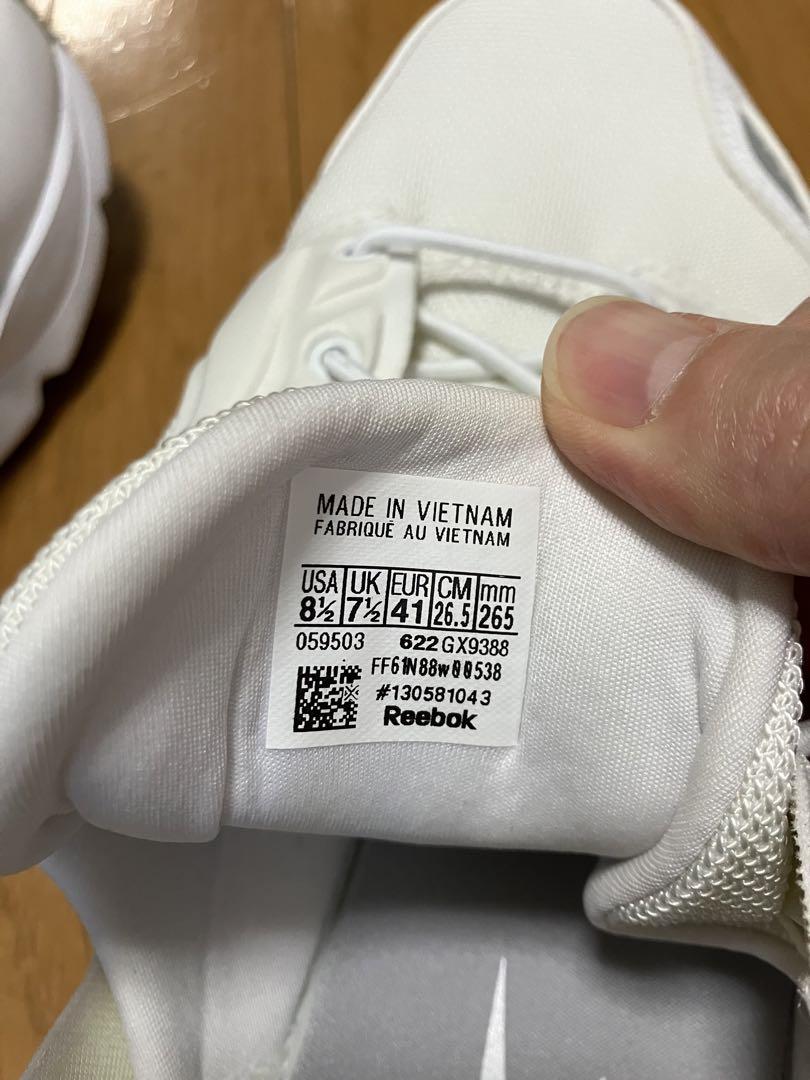 MADE IN VIETNAM
FABRIQUÉ AU VIETNAM
USA UK EUR CM mm
8½ 7½ 41 26.5 265
059503 622 GX9388
#130581043
Reebok